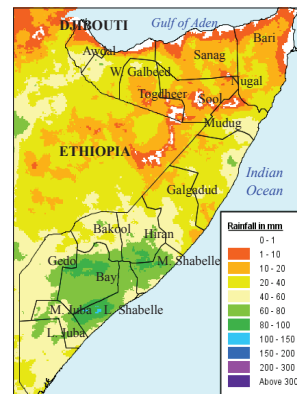 DJIBOUTI
Gulf of Aden
Bari
Awdal
Sanag
W. Galbeed
Nugal
Togdheer
Sool
Mudug
ETHIOPIA
Indian
Ocean
Galgadud
Bakool
Hiran
Gedo
M. Shabelle
Bay
M. Juba
L. Shabelle
L. Juba
Rainfall in mm
0 - 1
1 - 10
10 - 20
20 - 40
40 - 60
60 - 80
80 - 100
100 - 150
150 - 200
200 - 300
Above 300